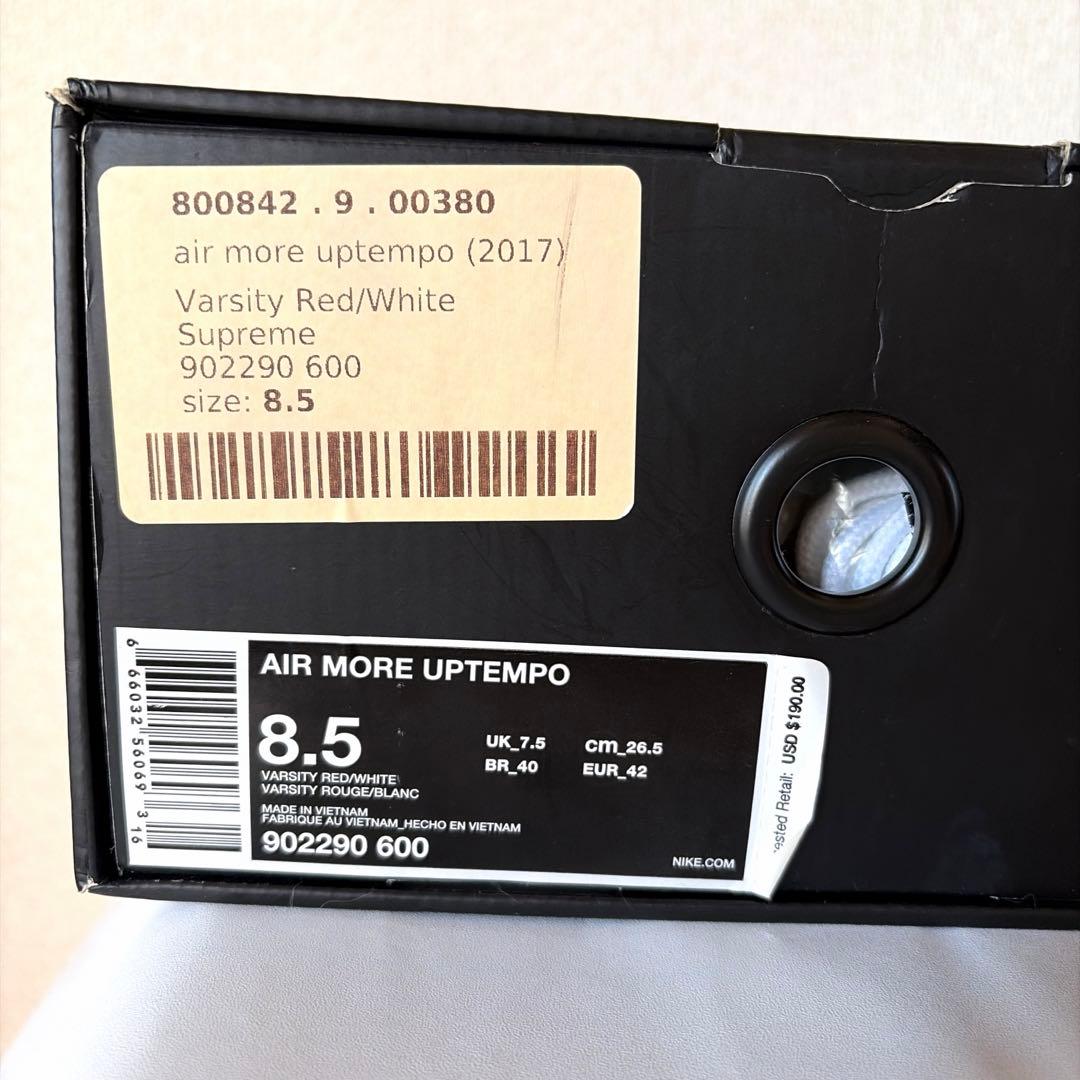 800842 . 9 . 00380
air more uptempo (2017)
Varsity Red/White
Supreme
902290 600
size: 8.5
6 66032 56069 3 16
AIR MORE UPTEMPO
8.5
UK_7.5 cm_26.5
BR_40 EUR_42
VARSITY RED/WHITE
VARSITY ROUGE/BLANC
MADE IN VIETNAM
FABRIQUE AU VIETNAM_HECHO EN VIETNAM
902290 600
NIKE.COM
Retail: USD $190.00